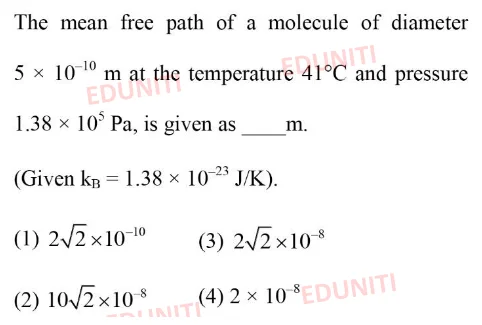 The mean free path of a molecule of diameter
5 × 10⁻¹⁰ m at the temperature 41°C and pressure
1.38 × 10⁵ Pa, is given as ____m.
(Given k_B = 1.38 × 10⁻²³ J/K).
(1) 2√2 ×10⁻¹⁰ (3) 2√2 ×10⁻⁸
(2) 10√2 ×10⁻⁸ (4) 2 × 10⁻⁸
EDUNITI
EDUNITI
EDUNITI